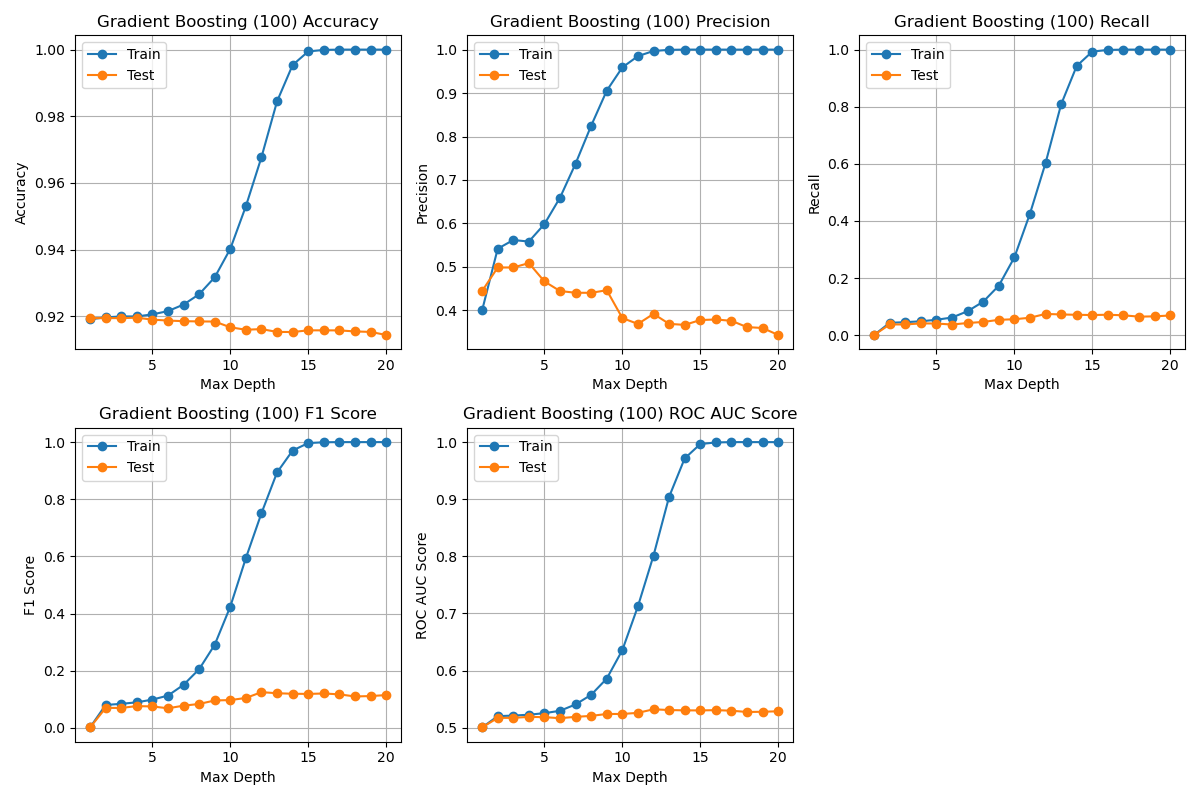 Gradient Boosting (100) Accuracy
Train
Test
1.00
0.98
0.96
0.94
0.92
Accuracy
5
10
15
20
Max Depth
Gradient Boosting (100) Precision
Train
Test
1.0
0.9
0.8
0.7
0.6
0.5
0.4
Precision
5
10
15
20
Max Depth
Gradient Boosting (100) Recall
Train
Test
1.0
0.8
0.6
0.4
0.2
0.0
Recall
5
10
15
20
Max Depth
Gradient Boosting (100) F1 Score
Train
Test
1.0
0.8
0.6
0.4
0.2
0.0
F1 Score
5
10
15
20
Max Depth
Gradient Boosting (100) ROC AUC Score
Train
Test
1.0
0.9
0.8
0.7
0.6
0.5
ROC AUC Score
5
10
15
20
Max Depth